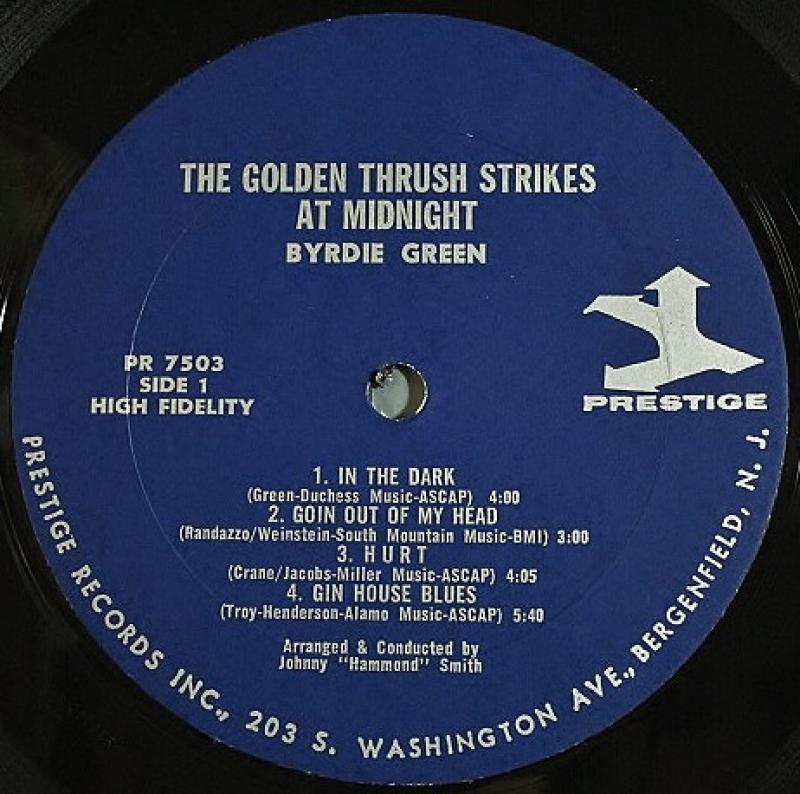 THE GOLDEN THRUSH STRIKES
AT MIDNIGHT
BYRDIE GREEN
PR 7503
SIDE 1
HIGH FIDELITY
PRESTIGE
1. IN THE DARK
(Green-Duchess Music-ASCAP) 4:00
2. GOIN OUT OF MY HEAD
(Randazzo/Weinstein-South Mountain Music-BMI) 3:00
3. HURT
(Crane/Jacobs-Miller Music-ASCAP) 4:05
4. GIN HOUSE BLUES
(Troy-Henderson-Alamo Music-ASCAP) 5:40
Arranged & Conducted by
Johnny "Hammond" Smith
PRESTIGE RECORDS INC., 203 S. WASHINGTON AVE., BERGENFIELD, N. J.